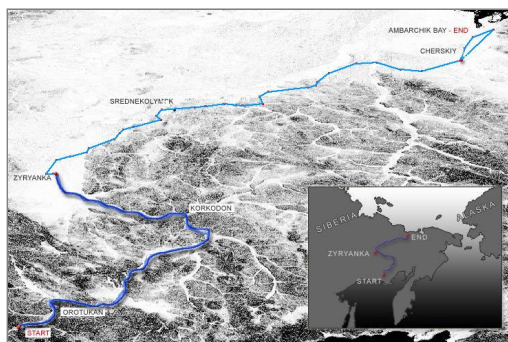 AMBARCHIK BAY - END
CHERSKIY
SREDNEKOLYMSK
ZYRYANKA
KORKODON
OROTUKAN
START
SIBERIA
ALASKA
END
ZYRYANKA
START